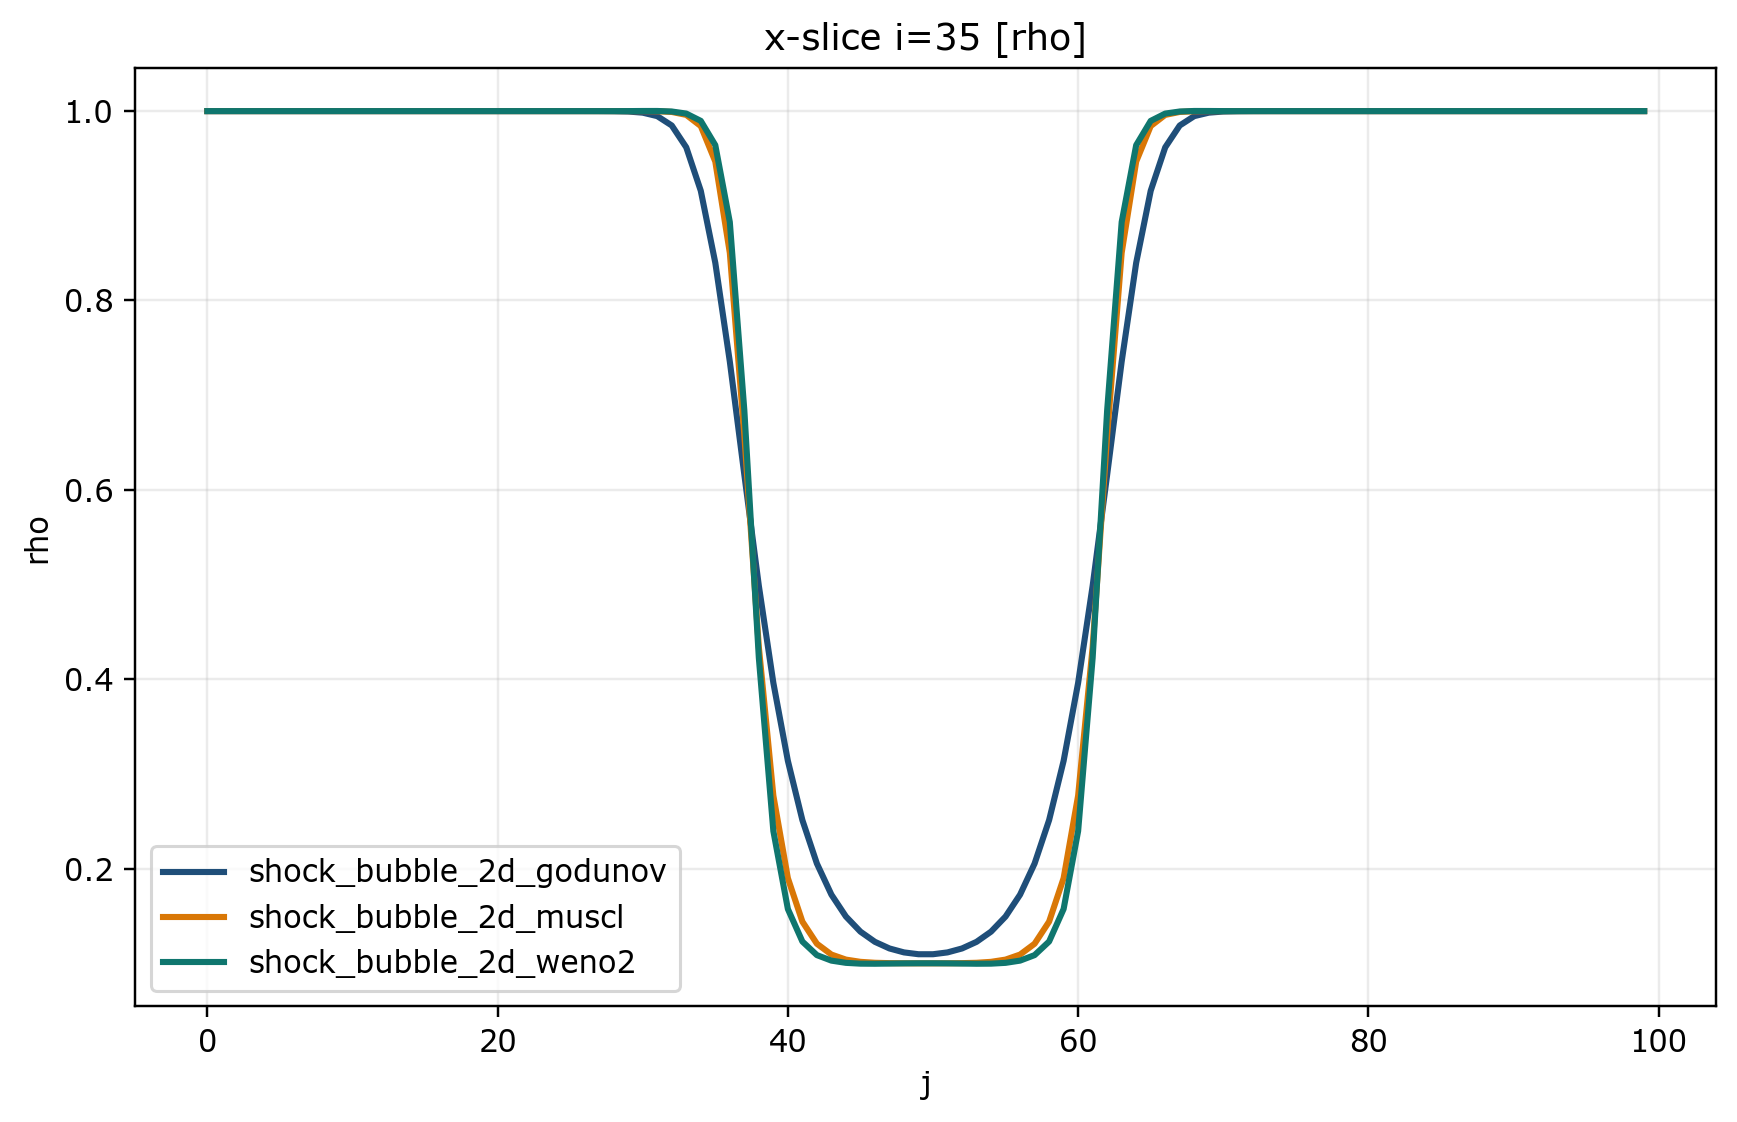 x-slice i=35 [rho]
1.0
0.8
0.6
0.4
0.2
rho
shock_bubble_2d_godunov
shock_bubble_2d_muscl
shock_bubble_2d_weno2
0 20 40 60 80 100
j